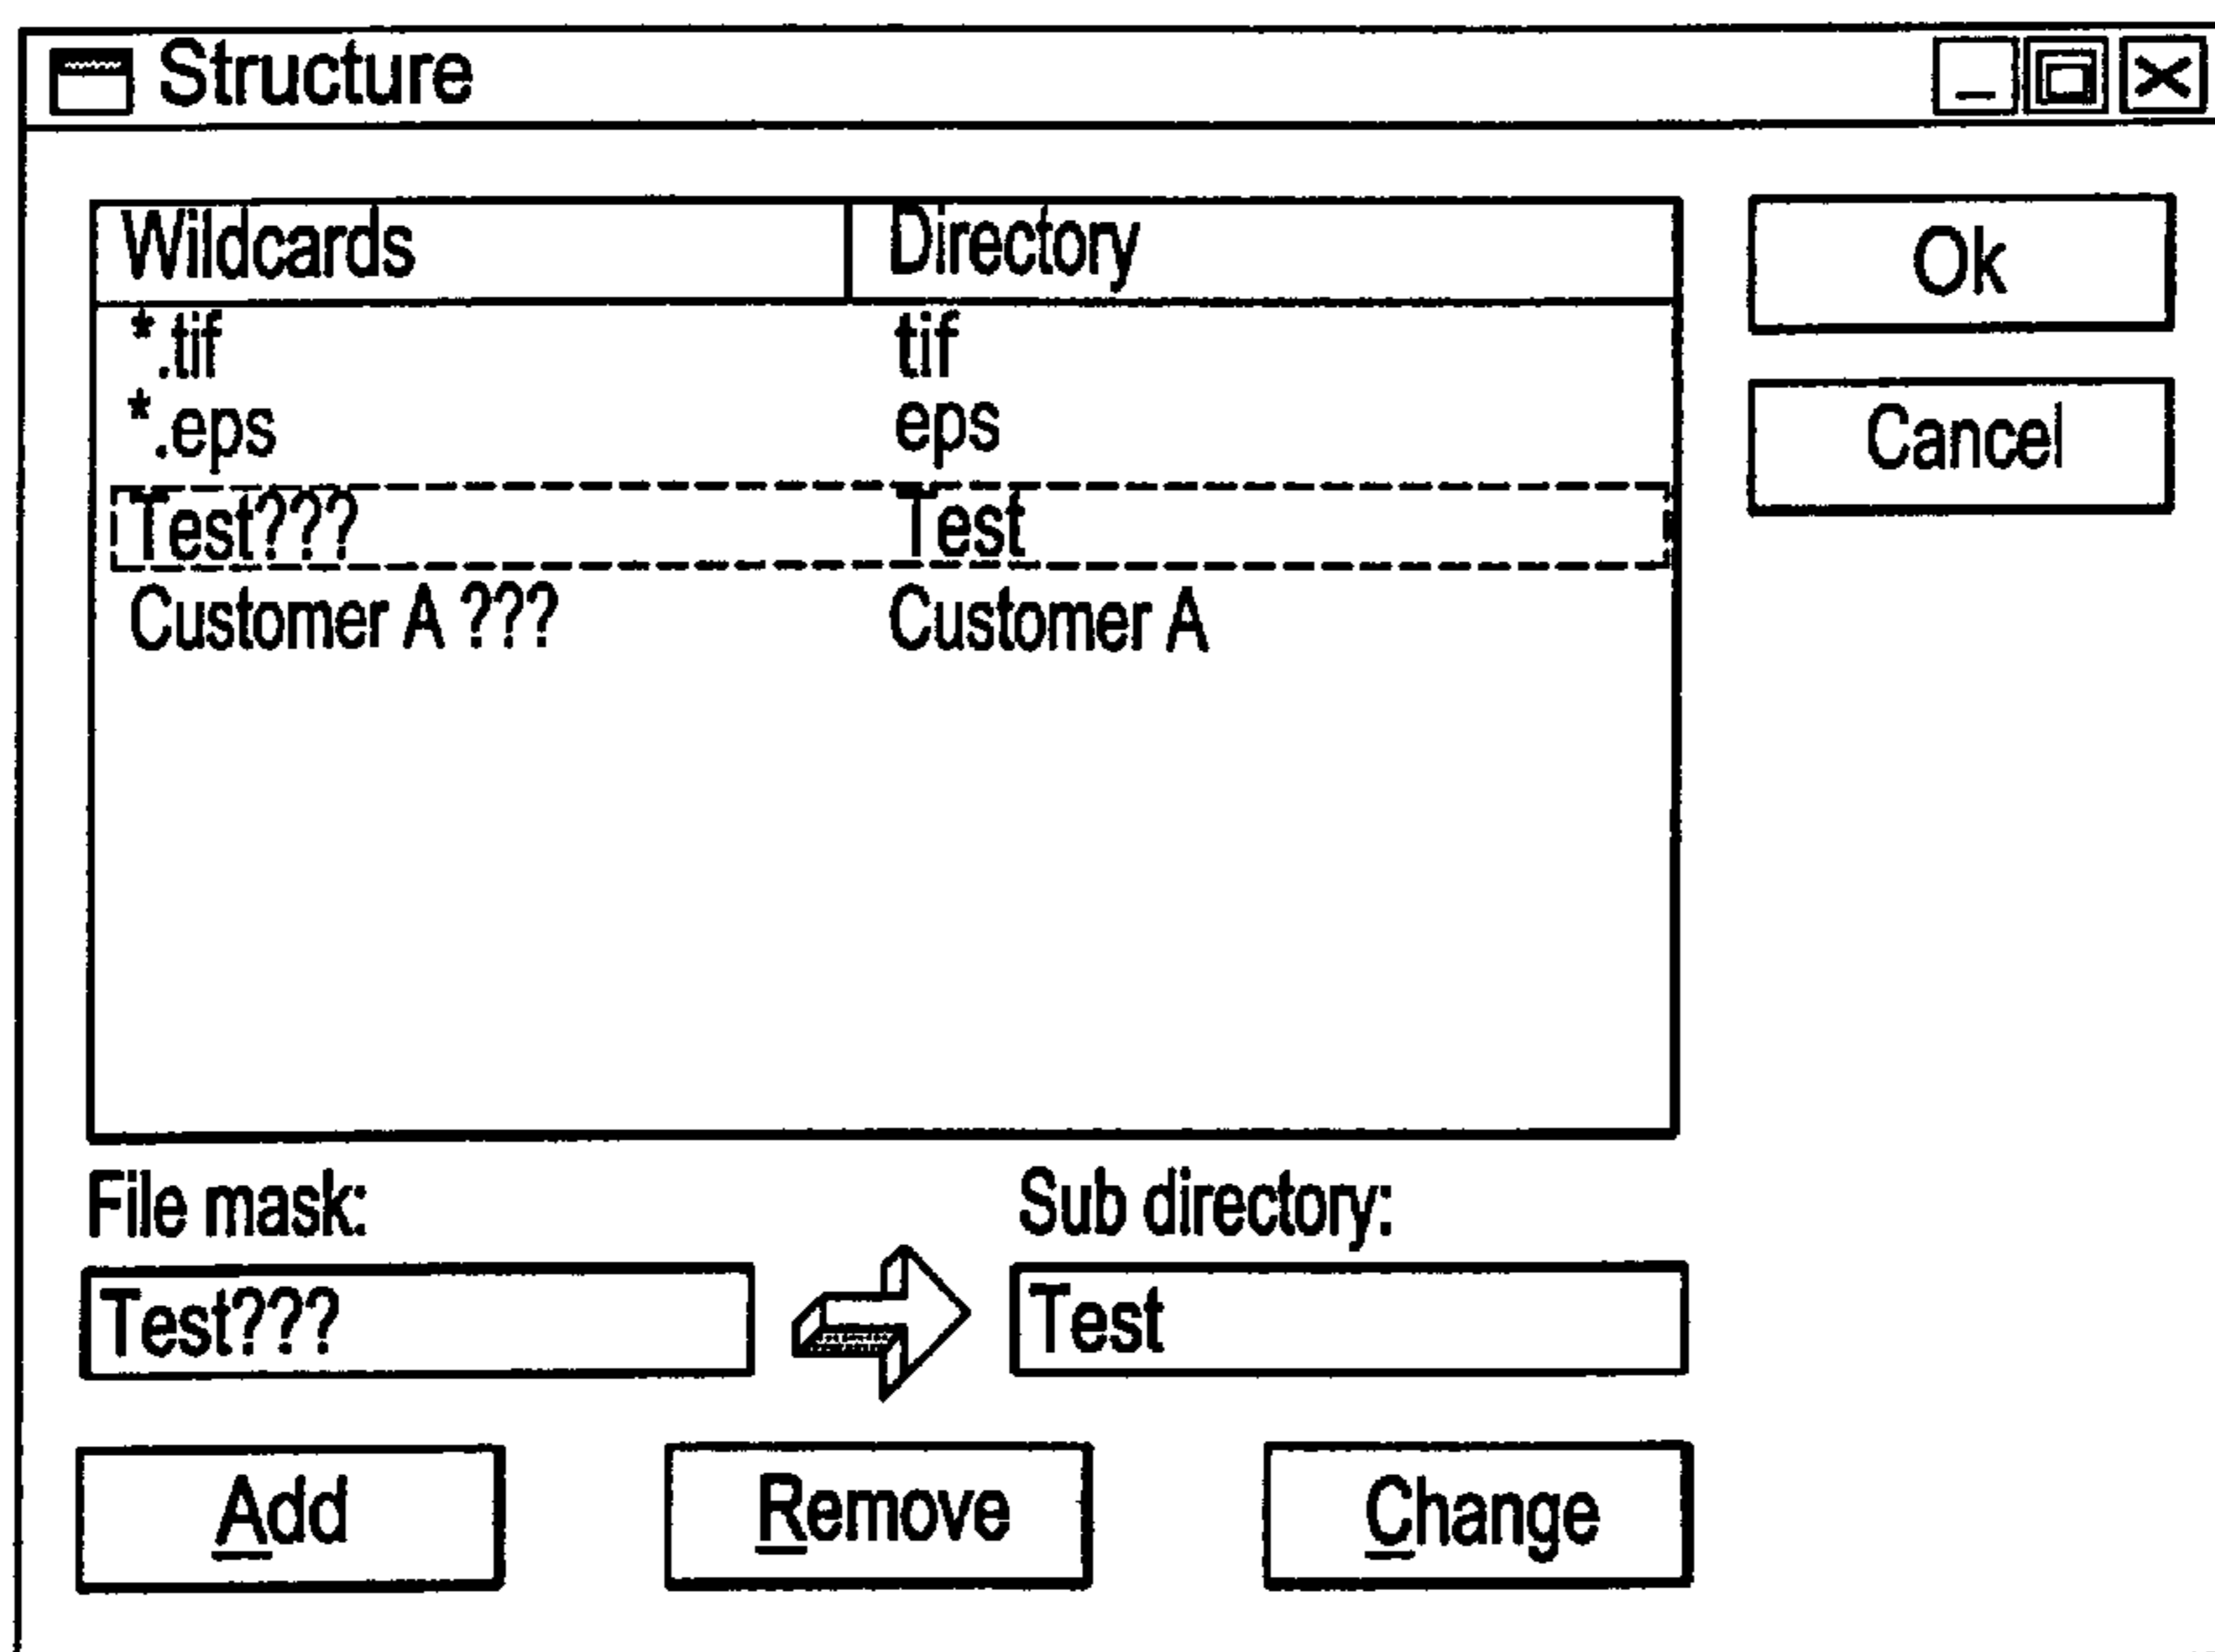 Structure
Wildcards Directory
Ok
*.tif tif
*.eps eps
Cancel
Test??? Test
Customer A ??? Customer A
File mask: Sub directory:
Test??? Test
Add Remove Change